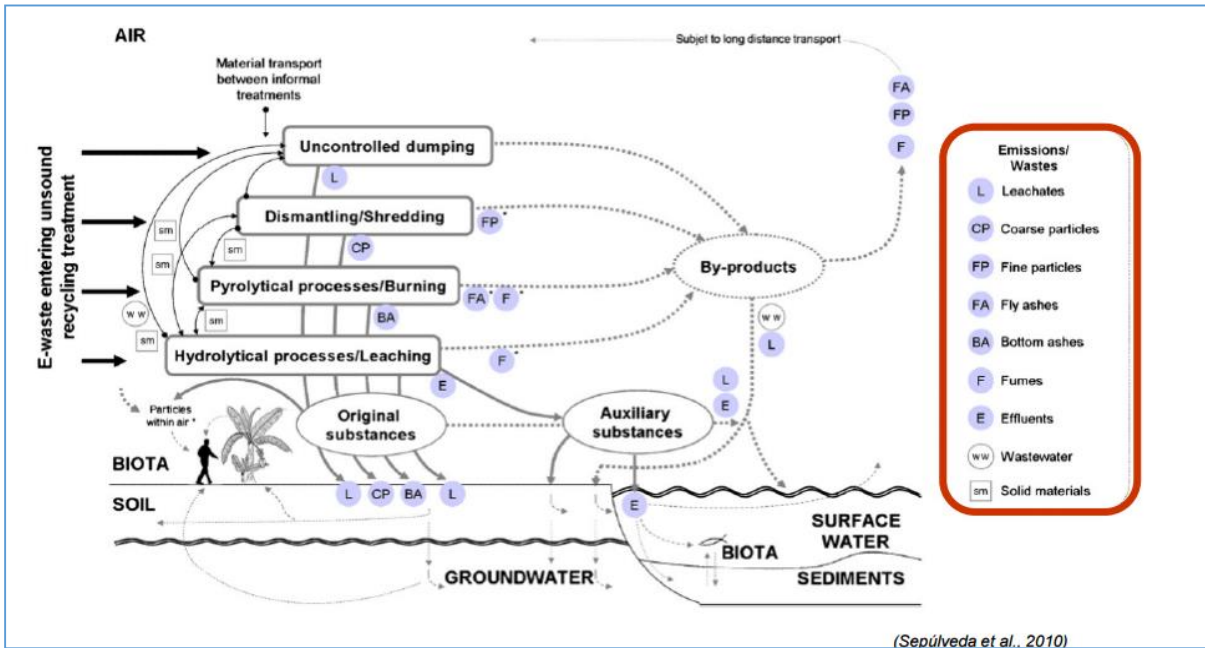 AIR
Subjet to long distance transport
Material transport
between informal
treatments
FA
FP
F
Uncontrolled dumping
L
Dismantling/Shredding
FP*
CP
sm
sm
sm
E-waste entering unsound
recycling treatment
Pyrolytical processes/Burning
FA* F*
BA
By-products
ww
L
ww
sm
sm
Hydrolytical processes/Leaching
F*
E
L
E
Particles
within air *
Original
substances
Auxiliary
substances
BIOTA
SOIL
L CP BA L
E
SURFACE
WATER
BIOTA
GROUNDWATER
SEDIMENTS
Emissions/
Wastes
L Leachates
CP Coarse particles
FP Fine particles
FA Fly ashes
BA Bottom ashes
F Fumes
E Effluents
ww Wastewater
sm Solid materials
(Sepúlveda et al., 2010)